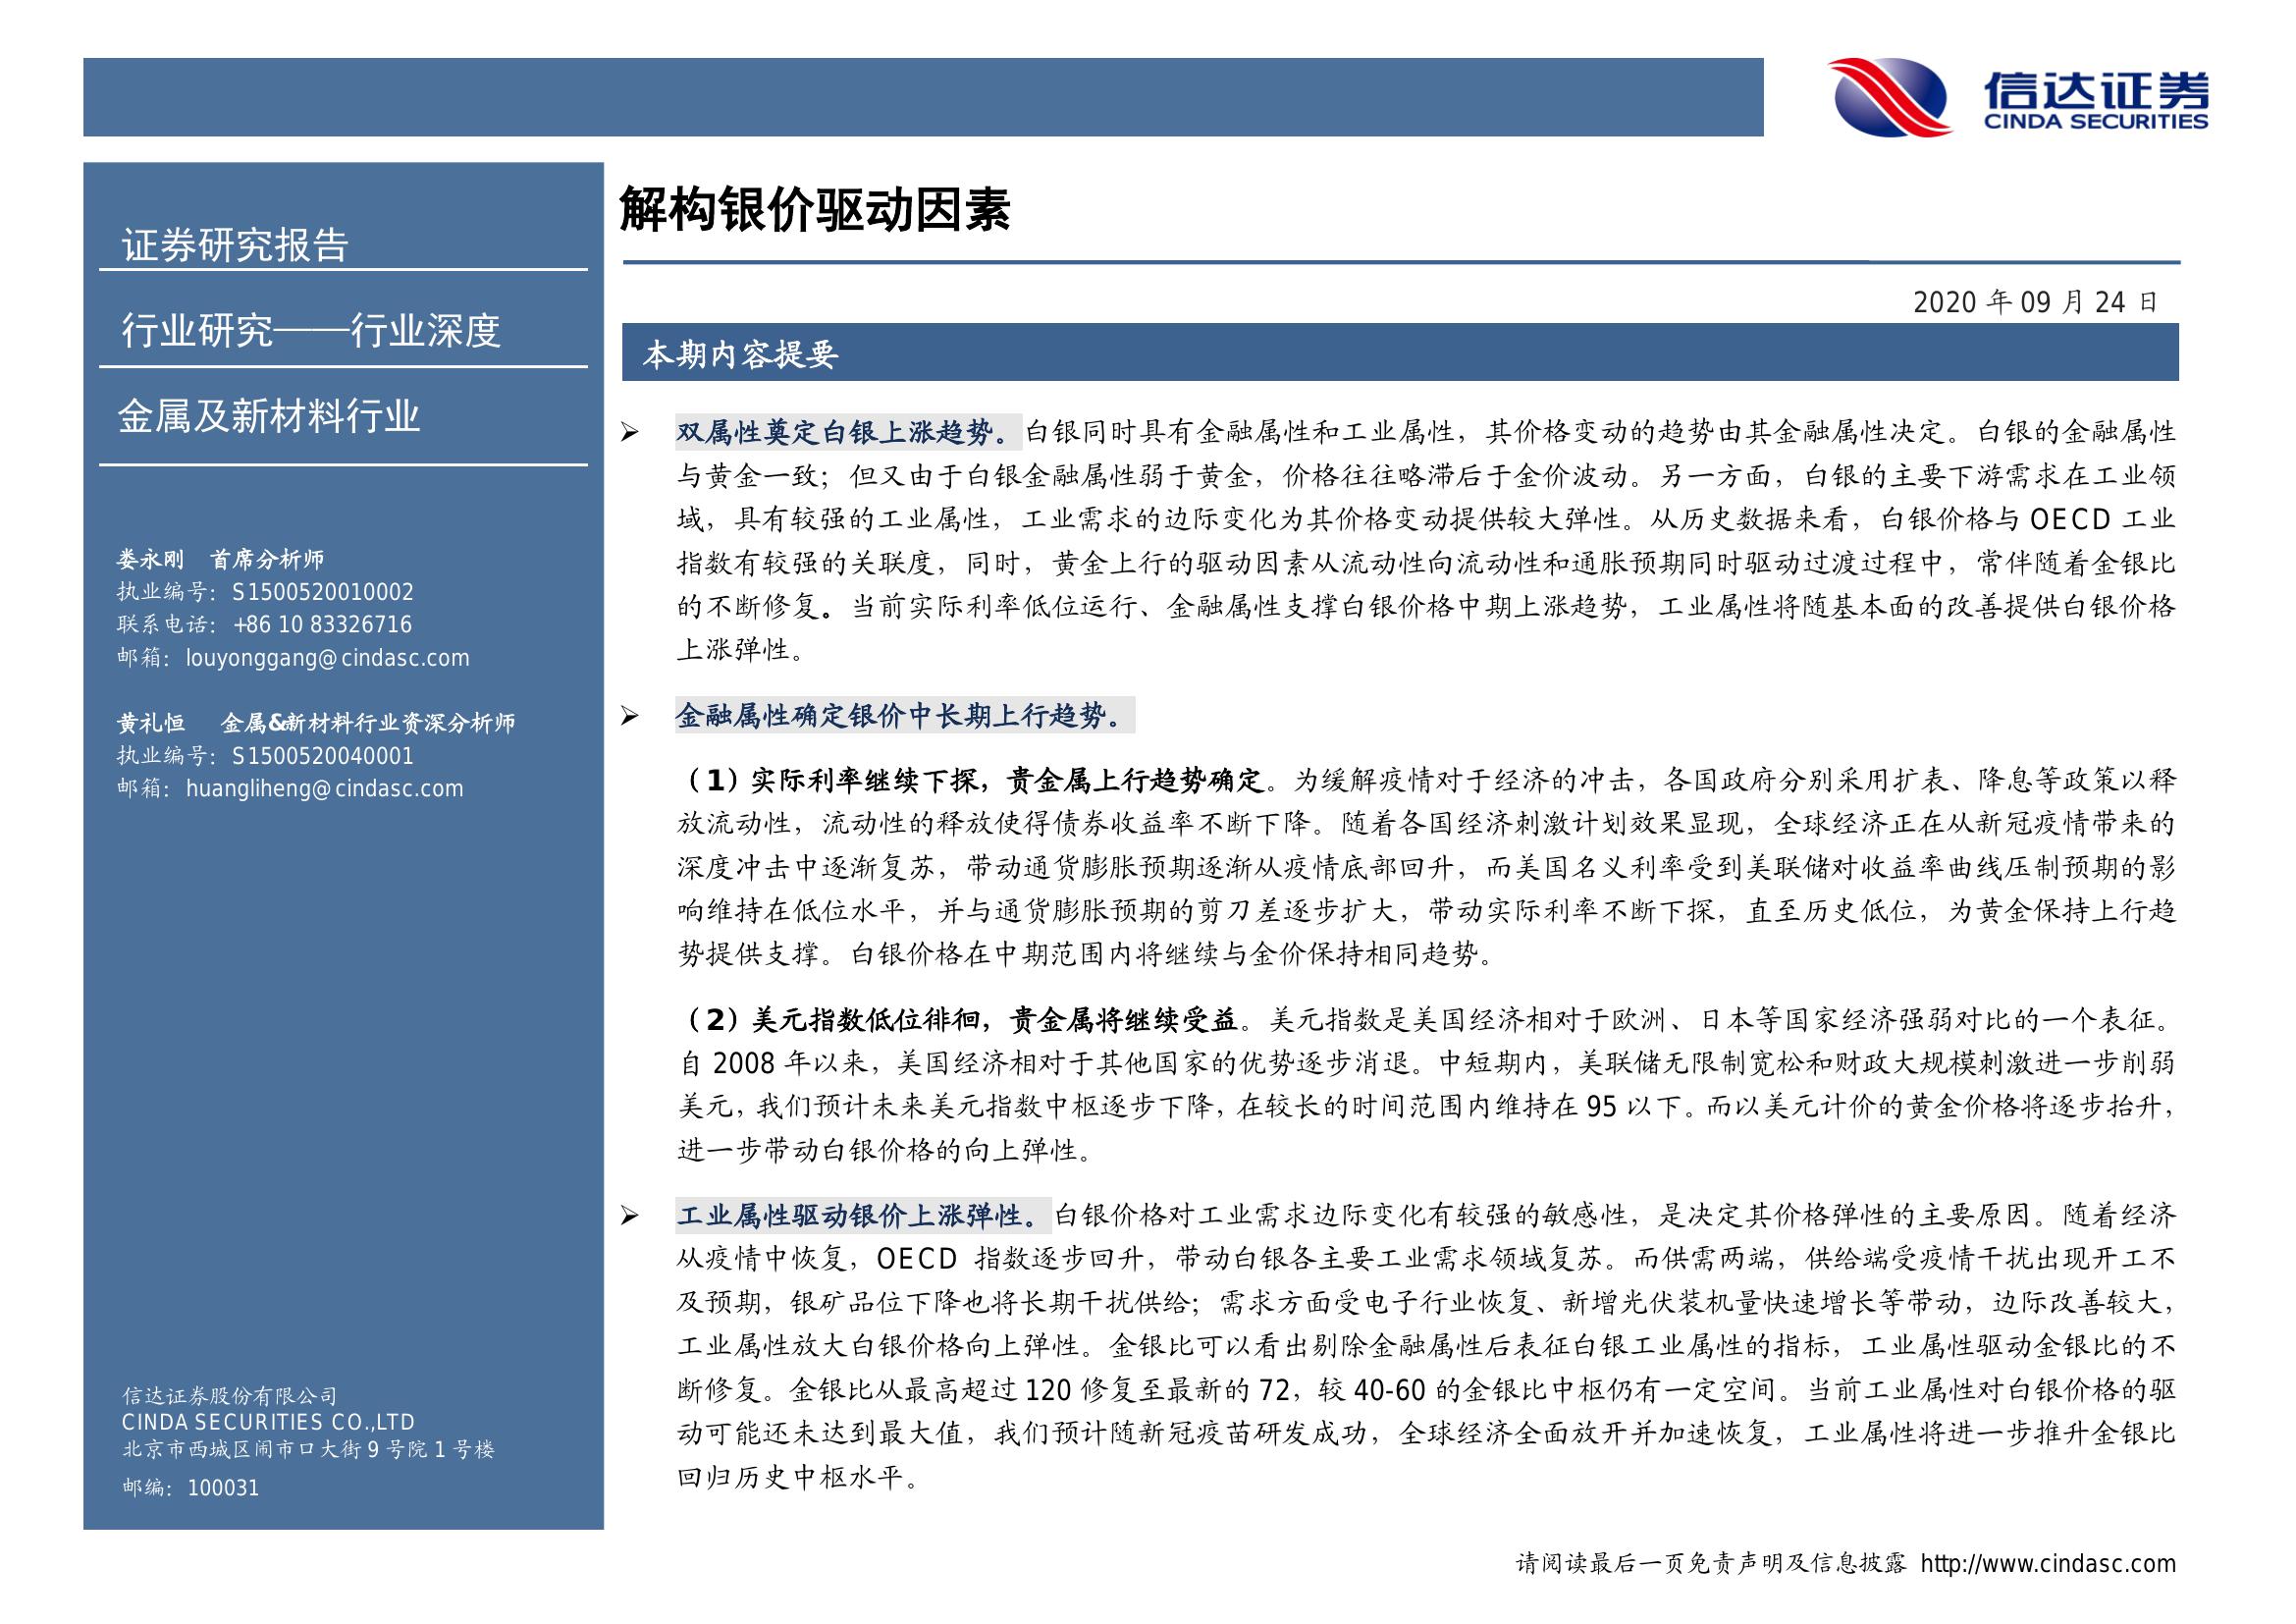 信达证券
CINDA SECURITIES
证券研究报告
行业研究——行业深度
金属及新材料行业
娄永刚 首席分析师
执业编号：S1500520010002
联系电话：+86 10 83326716
邮箱：louyonggang@cindasc.com
黄礼恒 金属&新材料行业资深分析师
执业编号：S1500520040001
邮箱：huangliheng@cindasc.com
信达证券股份有限公司
CINDA SECURITIES CO.,LTD
北京市西城区闹市口大街 9 号院 1 号楼
邮编：100031
解构银价驱动因素
2020 年 09 月 24 日
本期内容提要
➢ 双属性奠定白银上涨趋势。白银同时具有金融属性和工业属性，其价格变动的趋势由其金融属性决定。白银的金融属性
与黄金一致；但又由于白银金融属性弱于黄金，价格往往略滞后于金价波动。另一方面，白银的主要下游需求在工业领
域，具有较强的工业属性，工业需求的边际变化为其价格变动提供较大弹性。从历史数据来看，白银价格与 OECD 工业
指数有较强的关联度，同时，黄金上行的驱动因素从流动性向流动性和通胀预期同时驱动过渡过程中，常伴随着金银比
的不断修复。当前实际利率低位运行、金融属性支撑白银价格中期上涨趋势，工业属性将随基本面的改善提供白银价格
上涨弹性。
➢ 金融属性确定银价中长期上行趋势。
（1）实际利率继续下探，贵金属上行趋势确定。为缓解疫情对于经济的冲击，各国政府分别采用扩表、降息等政策以释
放流动性，流动性的释放使得债券收益率不断下降。随着各国经济刺激计划效果显现，全球经济正在从新冠疫情带来的
深度冲击中逐渐复苏，带动通货膨胀预期逐渐从疫情底部回升，而美国名义利率受到美联储对收益率曲线压制预期的影
响维持在低位水平，并与通货膨胀预期的剪刀差逐步扩大，带动实际利率不断下探，直至历史低位，为黄金保持上行趋
势提供支撑。白银价格在中期范围内将继续与金价保持相同趋势。
（2）美元指数低位徘徊，贵金属将继续受益。美元指数是美国经济相对于欧洲、日本等国家经济强弱对比的一个表征。
自 2008 年以来，美国经济相对于其他国家的优势逐步消退。中短期内，美联储无限制宽松和财政大规模刺激进一步削弱
美元，我们预计未来美元指数中枢逐步下降，在较长的时间范围内维持在 95 以下。而以美元计价的黄金价格将逐步抬升，
进一步带动白银价格的向上弹性。
➢ 工业属性驱动银价上涨弹性。白银价格对工业需求边际变化有较强的敏感性，是决定其价格弹性的主要原因。随着经济
从疫情中恢复，OECD 指数逐步回升，带动白银各主要工业需求领域复苏。而供需两端，供给端受疫情干扰出现开工不
及预期，银矿品位下降也将长期干扰供给；需求方面受电子行业恢复、新增光伏装机量快速增长等带动，边际改善较大，
工业属性放大白银价格向上弹性。金银比可以看出剔除金融属性后表征白银工业属性的指标，工业属性驱动金银比的不
断修复。金银比从最高超过 120 修复至最新的 72，较 40-60 的金银比中枢仍有一定空间。当前工业属性对白银价格的驱
动可能还未达到最大值，我们预计随新冠疫苗研发成功，全球经济全面放开并加速恢复，工业属性将进一步推升金银比
回归历史中枢水平。
请阅读最后一页免责声明及信息披露 http://www.cindasc.com